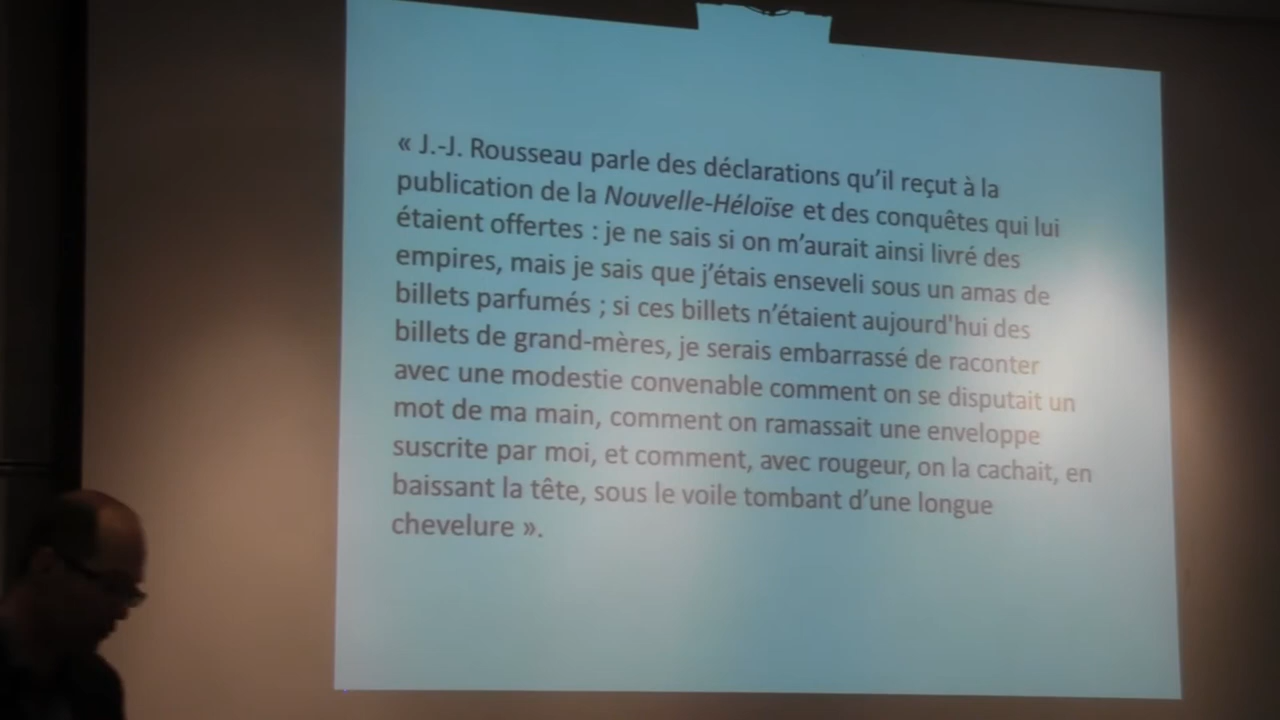 « J.-J. Rousseau parle des déclarations qu'il reçut à la
publication de la Nouvelle-Héloïse et des conquêtes qui lui
étaient offertes : je ne sais si on m'aurait ainsi livré des
empires, mais je sais que j'étais enseveli sous un amas de
billets parfumés ; si ces billets n'étaient aujourd'hui des
billets de grand-mères, je serais embarrassé de raconter
avec une modestie convenable comment on se disputait un
mot de ma main, comment on ramassait une enveloppe
suscrite par moi, et comment, avec rougeur, on la cachait, en
baissant la tête, sous le voile tombant d'une longue
chevelure ».